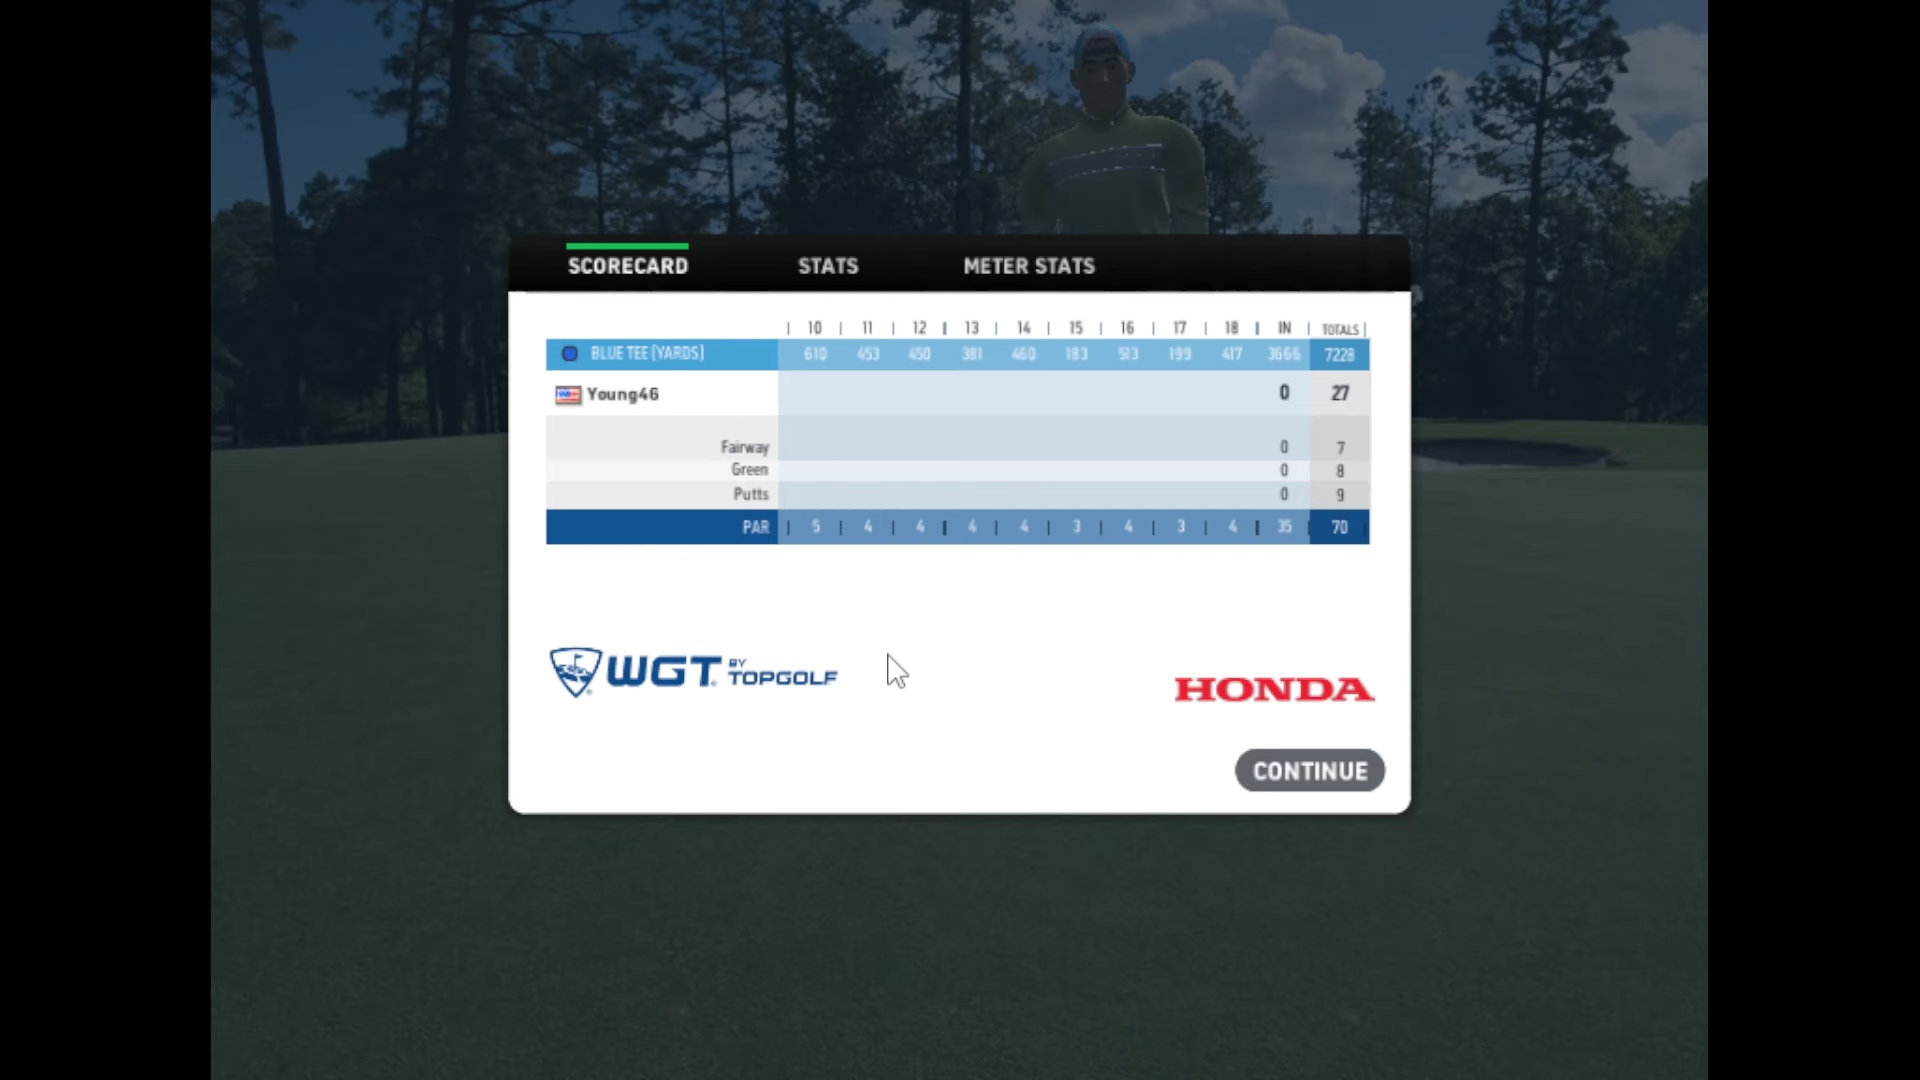 SCORECARD STATS METER STATS
| 10 | 11 | 12 | 13 | 14 | 15 | 16 | 17 | 18 | IN | TOTALS |
BLUE TEE (YARDS) 610 453 450 381 460 183 513 199 417 3666 7228
Young46 0 27
Fairway 0 7
Green 0 8
Putts 0 9
PAR | 5 | 4 | 4 | 4 | 4 | 3 | 4 | 3 | 4 | 35 | 70
WGT BY TOPGOLF
HONDA
CONTINUE